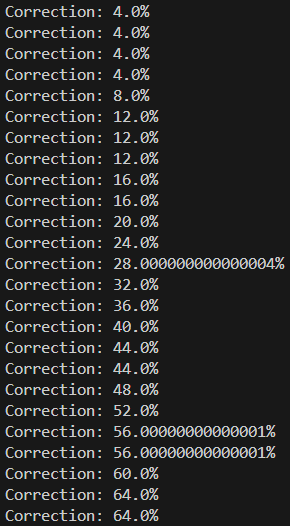 Correction: 4.0%
Correction: 4.0%
Correction: 4.0%
Correction: 4.0%
Correction: 8.0%
Correction: 12.0%
Correction: 12.0%
Correction: 12.0%
Correction: 16.0%
Correction: 16.0%
Correction: 20.0%
Correction: 24.0%
Correction: 28.000000000000004%
Correction: 32.0%
Correction: 36.0%
Correction: 40.0%
Correction: 44.0%
Correction: 44.0%
Correction: 48.0%
Correction: 52.0%
Correction: 56.00000000000001%
Correction: 56.00000000000001%
Correction: 60.0%
Correction: 64.0%
Correction: 64.0%